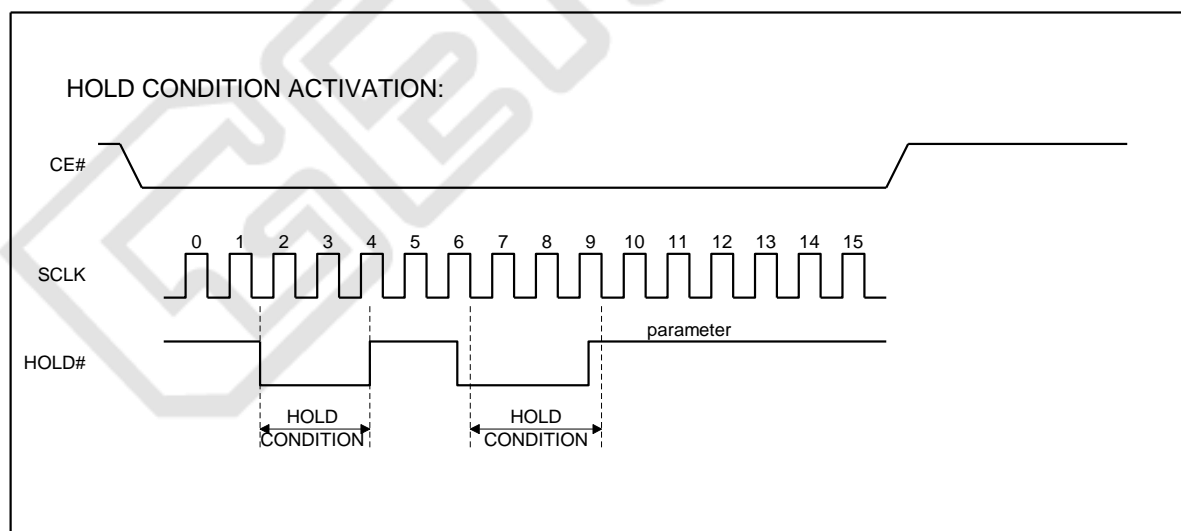 HOLD CONDITION ACTIVATION:
CE#
0 1 2 3 4 5 6 7 8 9 10 11 12 13 14 15
SCLK
parameter
HOLD#
HOLD HOLD
CONDITION CONDITION